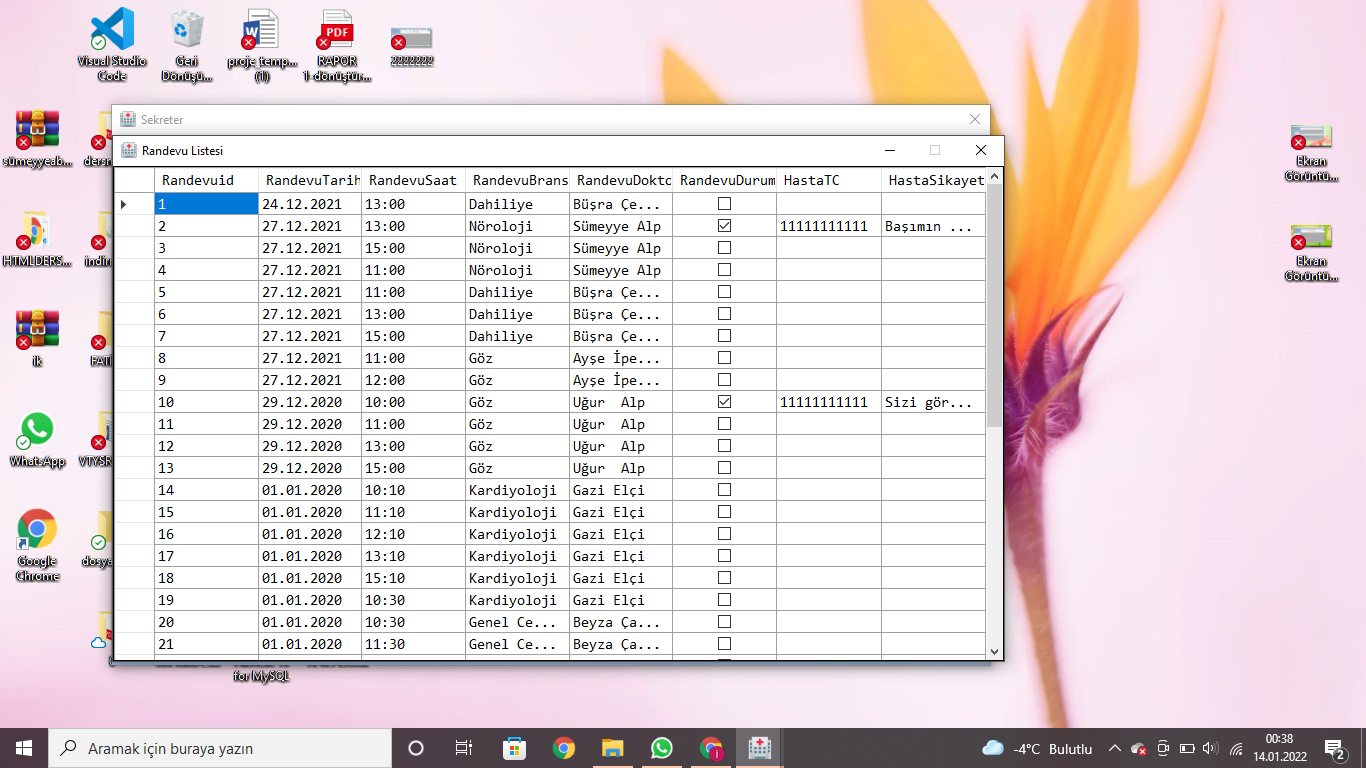 Visual Studio
Code
Geri
Dönüşü...
proje_temp...
(1)
RAPOR
1-dönüştür...
2222222
sümeyyeab...
dersn
HTMLDERS...
indir
ik
FATI
WhatsApp
VTYSR
Google
Chrome
dosya
for MySQL
Ekran
Görüntü...
Ekran
Görüntü...
Sekreter
Randevu Listesi
Randevuid RandevuTarih RandevuSaat RandevuBrans RandevuDokto RandevuDurum HastaTC HastaSikayet
1 24.12.2021 13:00 Dahiliye Büşra Çe...
2 27.12.2021 13:00 Nöroloji Sümeyye Alp 11111111111 Başımın ...
3 27.12.2021 15:00 Nöroloji Sümeyye Alp
4 27.12.2021 11:00 Nöroloji Sümeyye Alp
5 27.12.2021 11:00 Dahiliye Büşra Çe...
6 27.12.2021 13:00 Dahiliye Büşra Çe...
7 27.12.2021 15:00 Dahiliye Büşra Çe...
8 27.12.2021 11:00 Göz Ayşe İpe...
9 27.12.2021 12:00 Göz Ayşe İpe...
10 29.12.2020 10:00 Göz Uğur Alp 11111111111 Sizi gör...
11 29.12.2020 11:00 Göz Uğur Alp
12 29.12.2020 13:00 Göz Uğur Alp
13 29.12.2020 15:00 Göz Uğur Alp
14 01.01.2020 10:10 Kardiyoloji Gazi Elçi
15 01.01.2020 11:10 Kardiyoloji Gazi Elçi
16 01.01.2020 12:10 Kardiyoloji Gazi Elçi
17 01.01.2020 13:10 Kardiyoloji Gazi Elçi
18 01.01.2020 15:10 Kardiyoloji Gazi Elçi
19 01.01.2020 10:30 Kardiyoloji Gazi Elçi
20 01.01.2020 10:30 Genel Ce... Beyza Ça...
21 01.01.2020 11:30 Genel Ce... Beyza Ça...
Aramak için buraya yazın
-4°C Bulutlu
00:38
14.01.2022
2